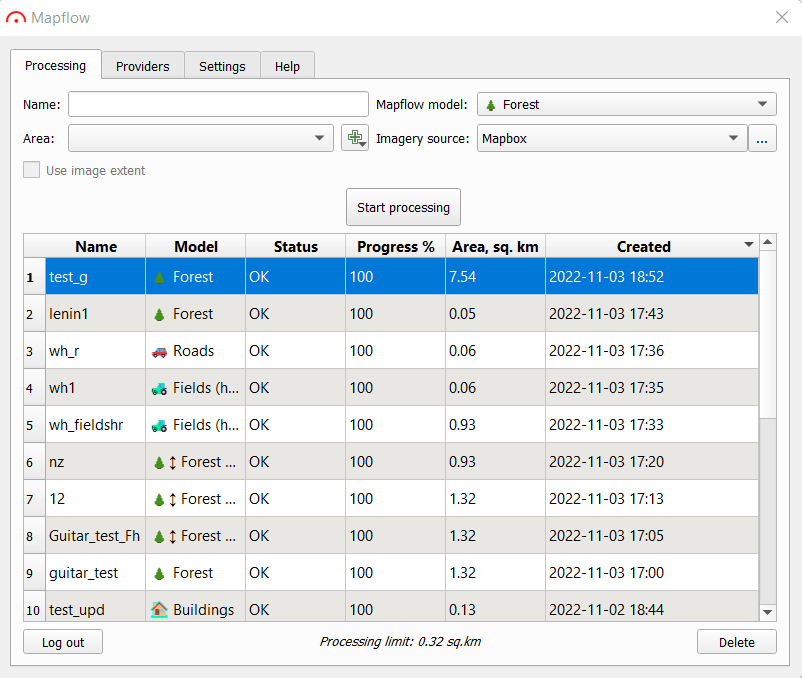 Mapflow
Processing Providers Settings Help
Name: Mapflow model: Forest
Area: Imagery source: Mapbox ...
Use image extent
Start processing
Name Model Status Progress % Area, sq. km Created
1 test_g Forest OK 100 7.54 2022-11-03 18:52
2 lenin1 Forest OK 100 0.05 2022-11-03 17:43
3 wh_r Roads OK 100 0.06 2022-11-03 17:36
4 wh1 Fields (h... OK 100 0.06 2022-11-03 17:35
5 wh_fieldshr Fields (h... OK 100 0.93 2022-11-03 17:33
6 nz Forest ... OK 100 0.93 2022-11-03 17:20
7 12 Forest ... OK 100 1.32 2022-11-03 17:13
8 Guitar_test_Fh Forest ... OK 100 1.32 2022-11-03 17:05
9 guitar_test Forest OK 100 1.32 2022-11-03 17:00
10 test_upd Buildings OK 100 0.13 2022-11-02 18:44
Log out Processing limit: 0.32 sq.km Delete